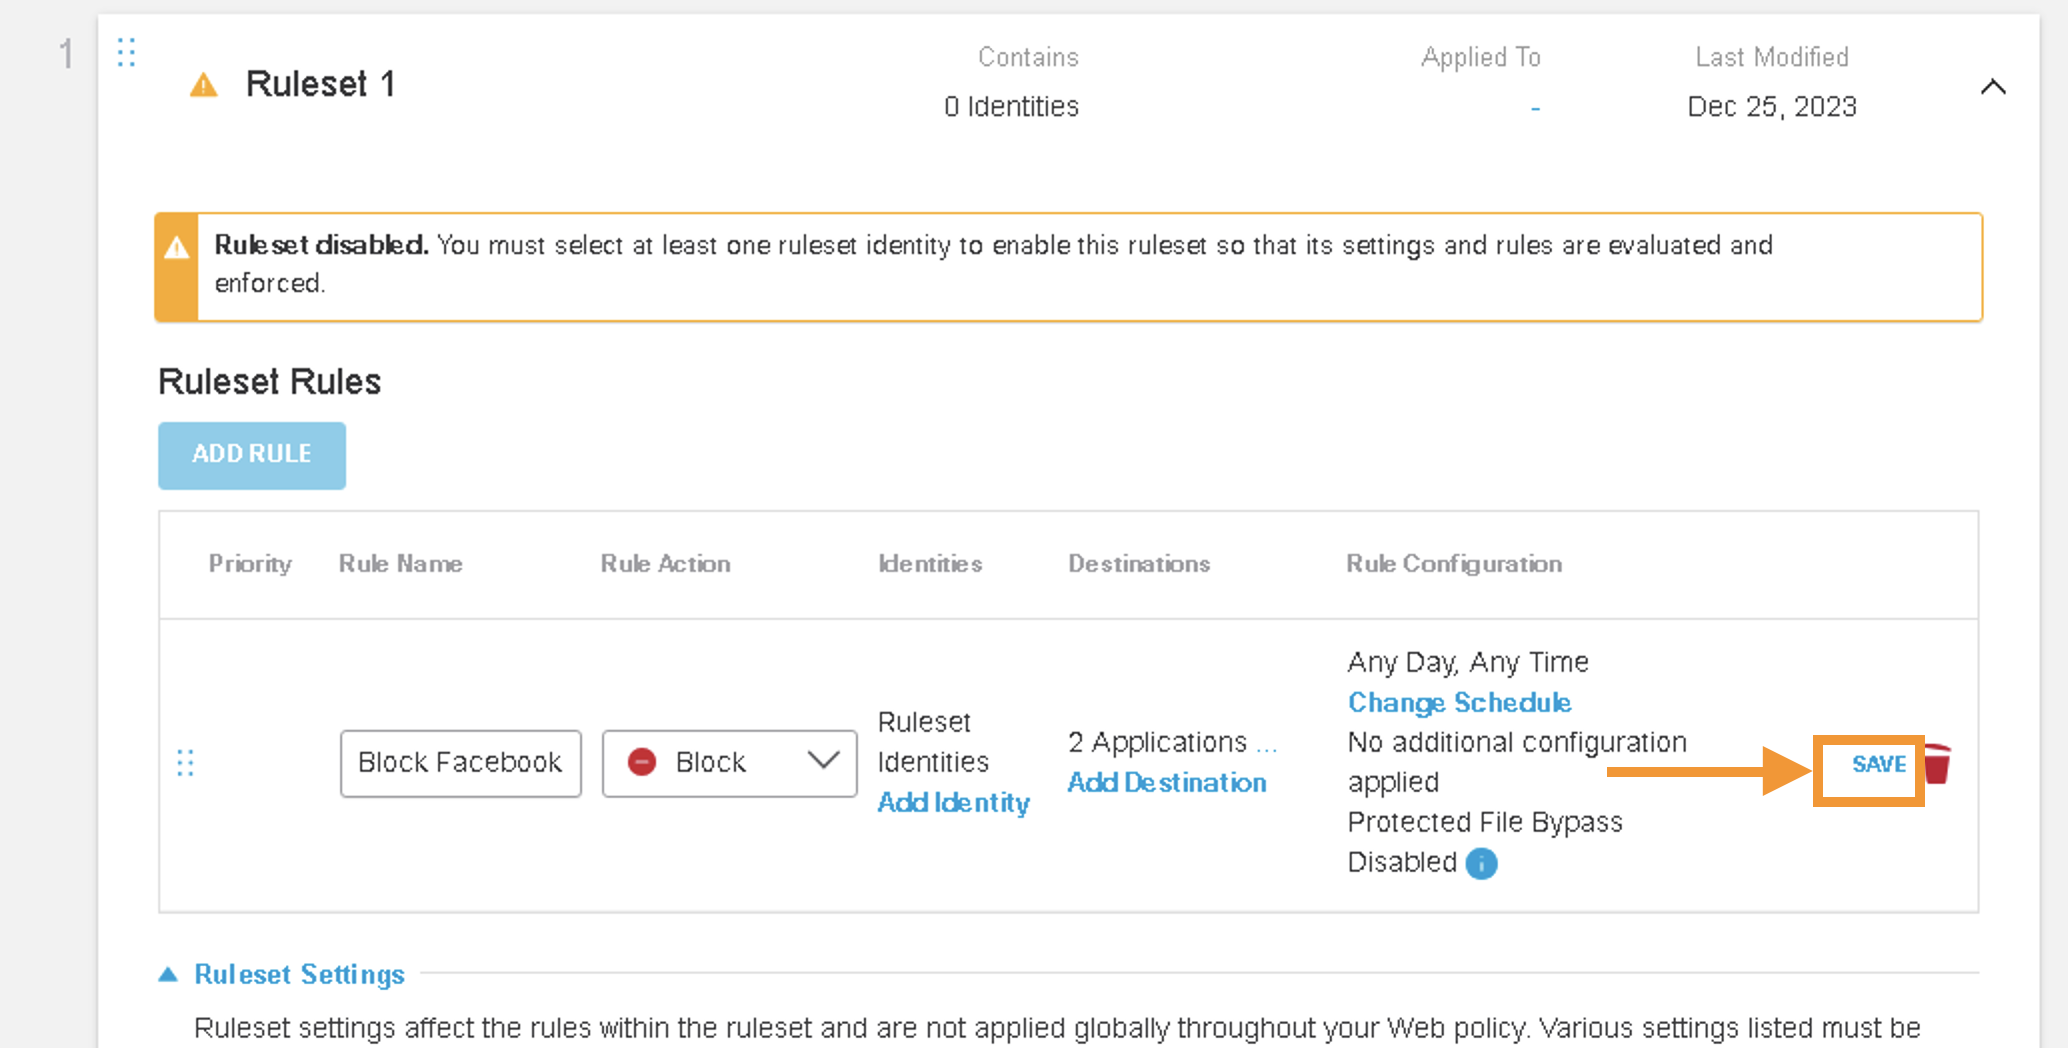 1
Ruleset 1
Contains
0 Identities
Applied To
-
Last Modified
Dec 25, 2023
Ruleset disabled. You must select at least one ruleset identity to enable this ruleset so that its settings and rules are evaluated and
enforced.
Ruleset Rules
ADD RULE
Priority Rule Name Rule Action Identities Destinations Rule Configuration
Block Facebook
Block
Ruleset
Identities
Add Identity
2 Applications ...
Add Destination
Any Day, Any Time
Change Schedule
No additional configuration
applied
Protected File Bypass
Disabled
SAVE
Ruleset Settings
Ruleset settings affect the rules within the ruleset and are not applied globally throughout your Web policy. Various settings listed must be